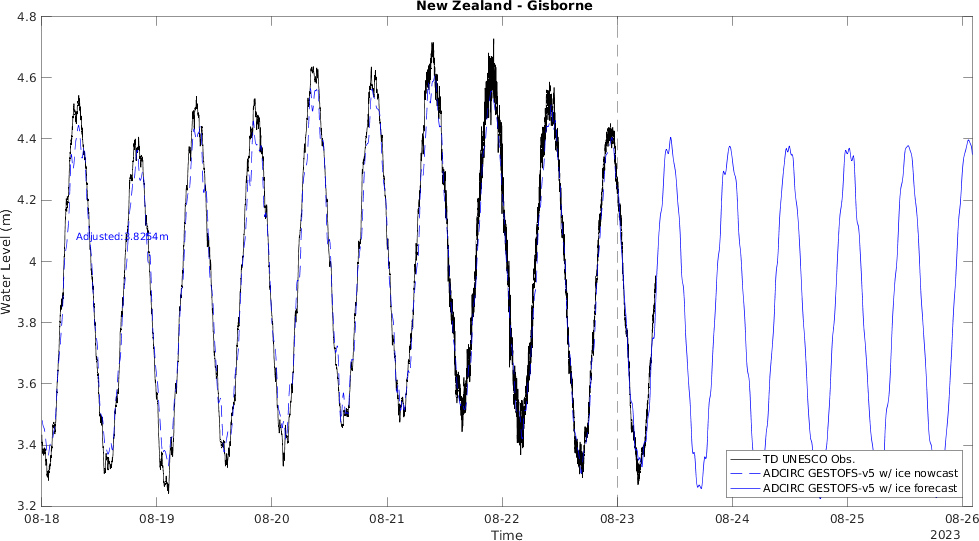 New Zealand - Gisborne
4.8
4.6
4.4
4.2
4
3.8
3.6
3.4
3.2
Water Level (m)
Adjusted:3.8254m
TD UNESCO Obs.
ADCIRC GESTOFS-v5 w/ ice nowcast
ADCIRC GESTOFS-v5 w/ ice forecast
08-18 08-19 08-20 08-21 08-22 08-23 08-24 08-25 08-26
Time
2023